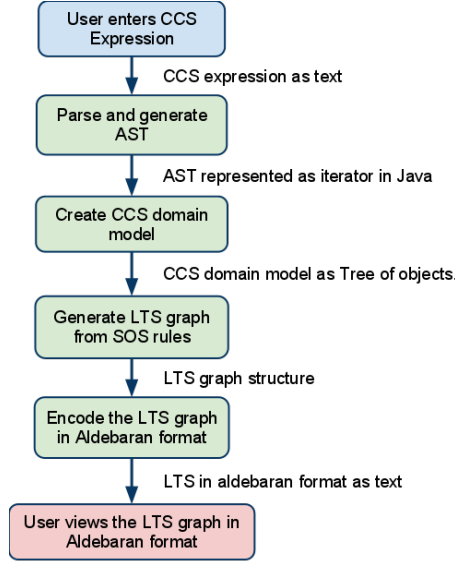 User enters CCS
Expression
CCS expression as text
Parse and generate
AST
AST represented as iterator in Java
Create CCS domain
model
CCS domain model as Tree of objects.
Generate LTS graph
from SOS rules
LTS graph structure
Encode the LTS graph
in Aldebaran format
LTS in aldebaran format as text
User views the LTS graph in
Aldebaran format